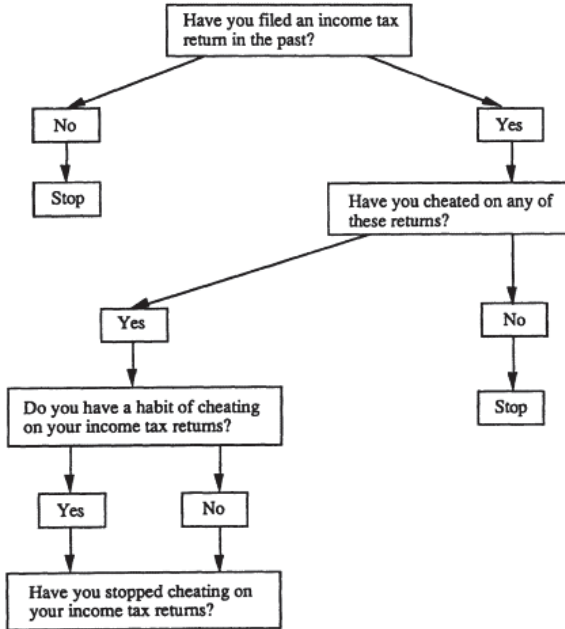 Have you filed an income tax
return in the past?
No
Yes
Stop
Have you cheated on any of
these returns?
Yes
No
Do you have a habit of cheating
on your income tax returns?
Stop
Yes
No
Have you stopped cheating on
your income tax returns?